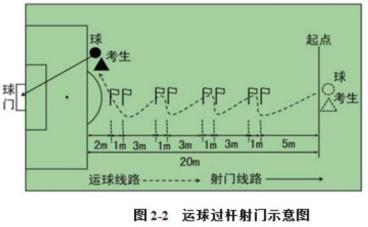 球
考生
起点
球
门
球
考生
2m 1m 3m 1m 3m 1m 3m 1m 5m
20m
运球线路 射门线路
图2-2 运球过杆射门示意图